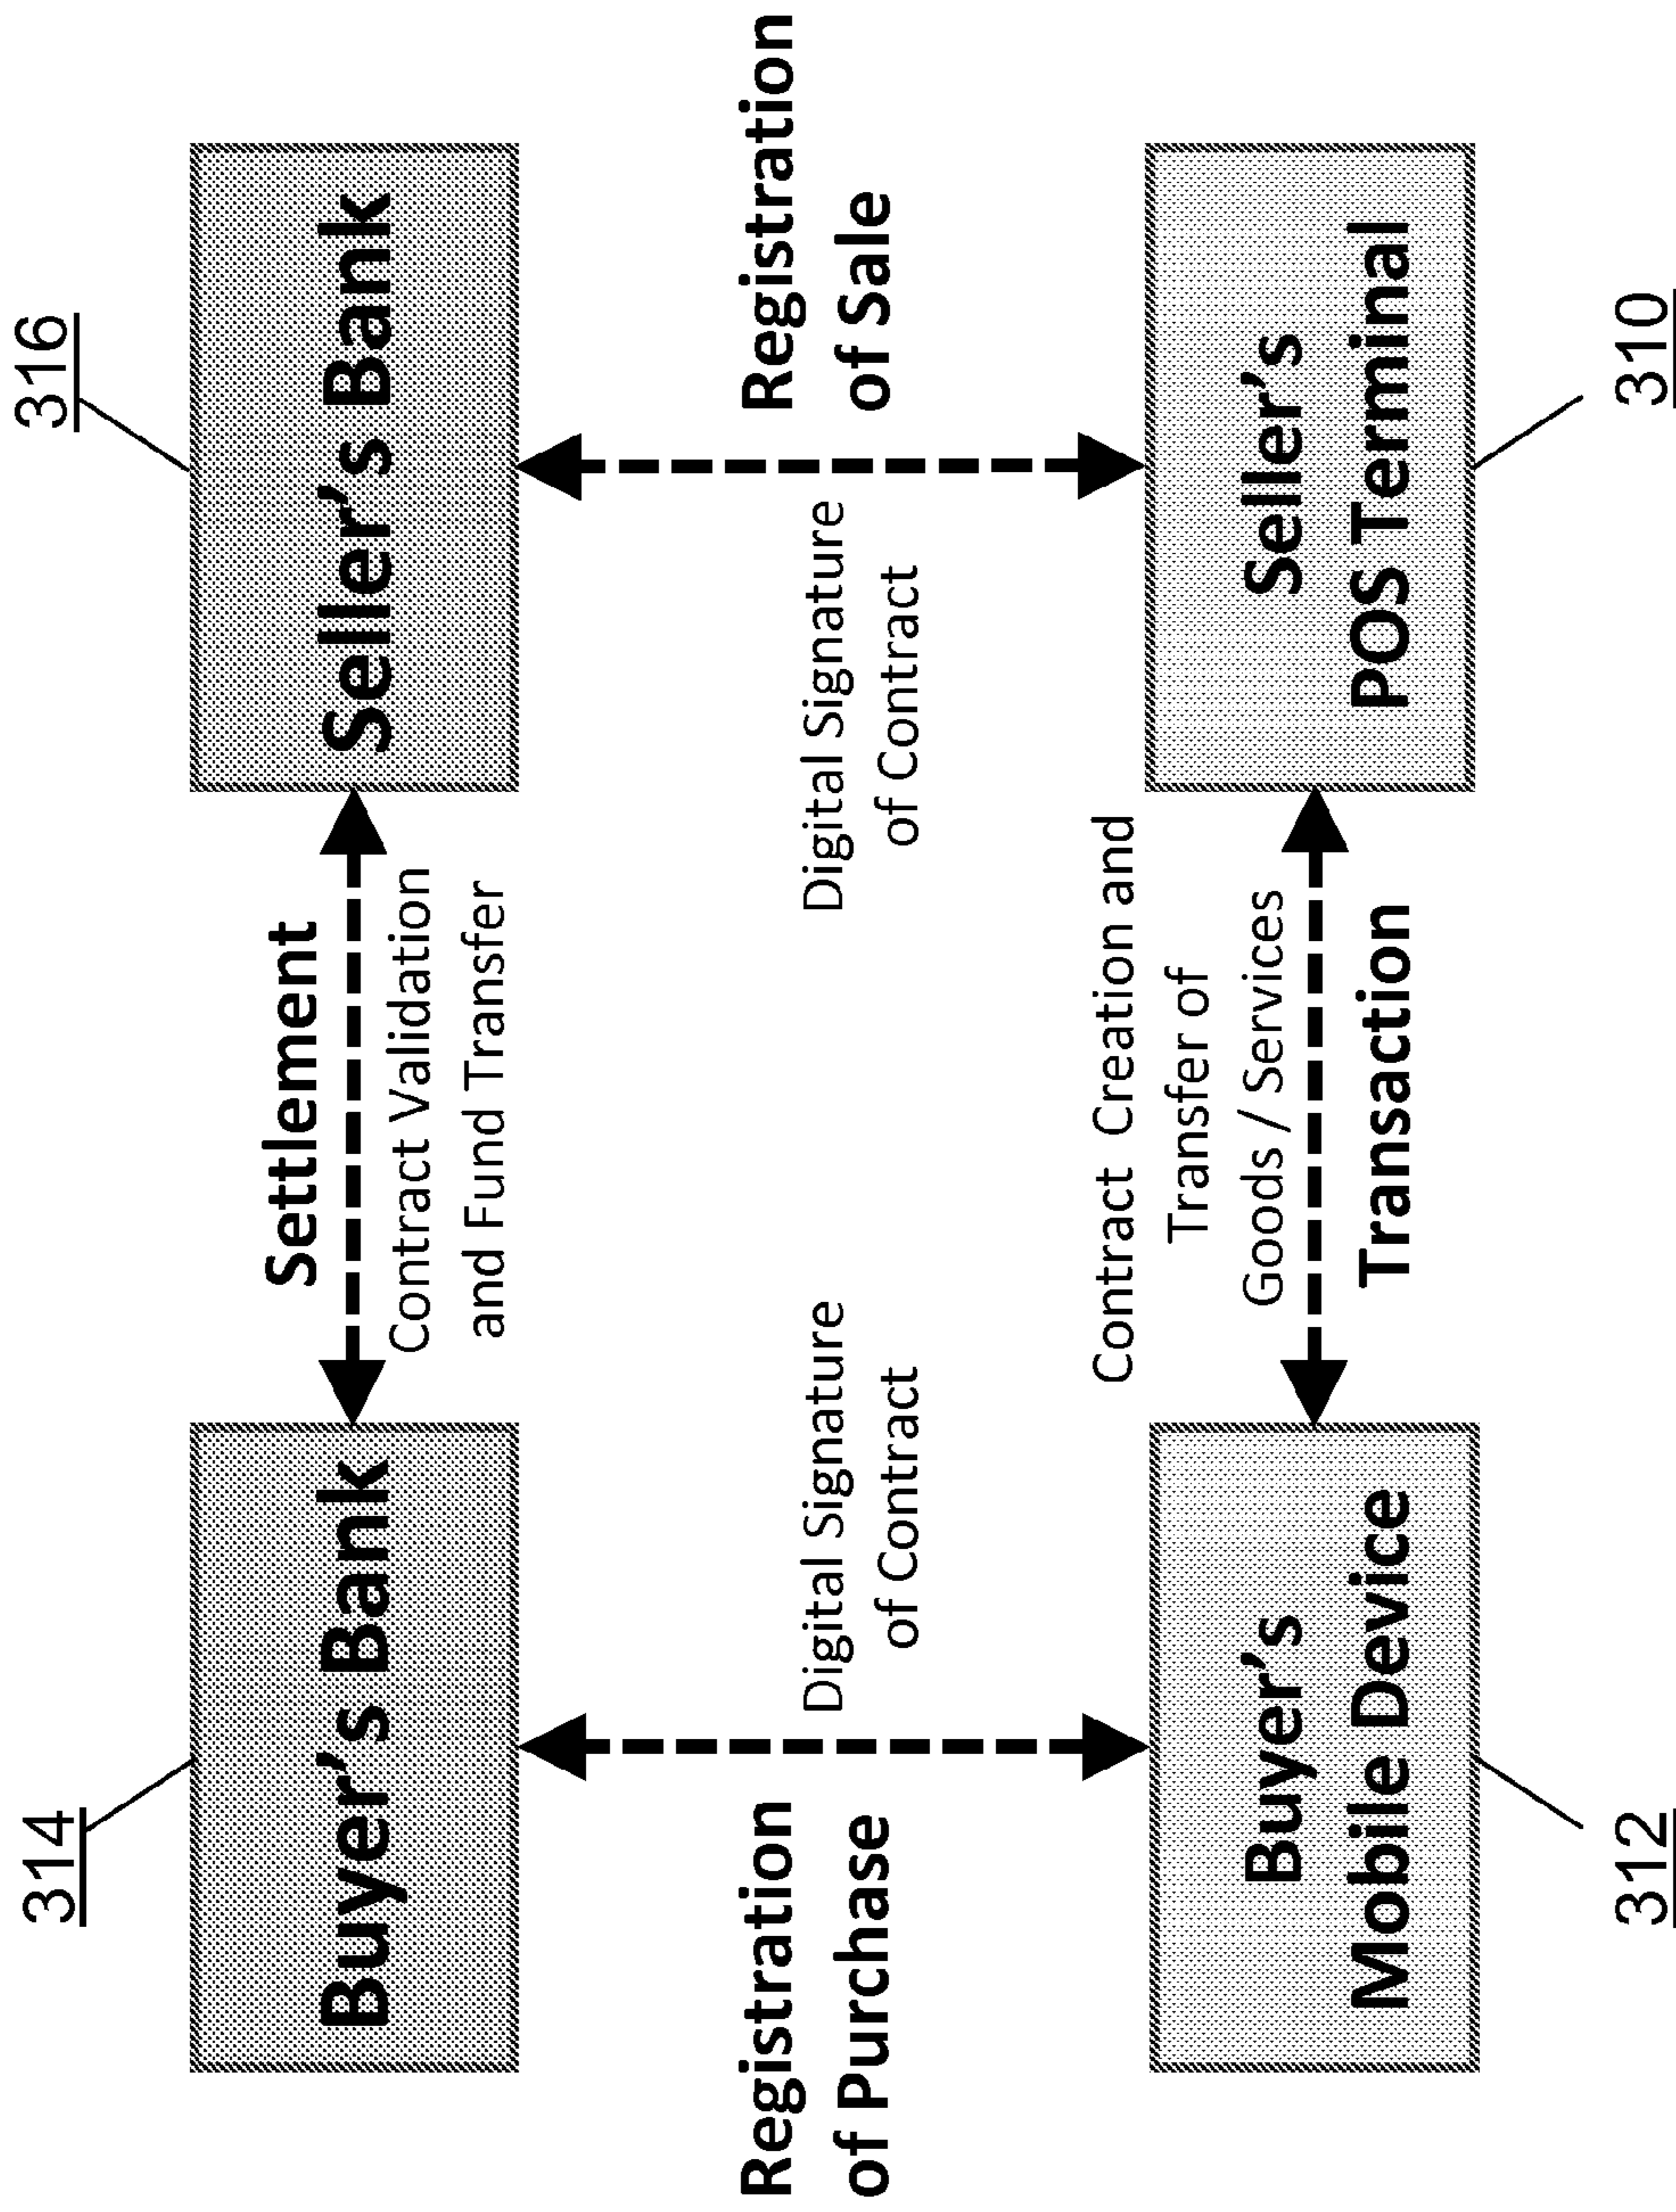 314
316
Buyer's Bank
Settlement
Contract Validation
and Fund Transfer
Seller's Bank
Registration
of Purchase
Digital Signature
of Contract
Digital Signature
of Contract
Registration
of Sale
Buyer's
Mobile Device
Contract Creation and
Transfer of
Goods / Services
Transaction
Seller's
POS Terminal
312
310